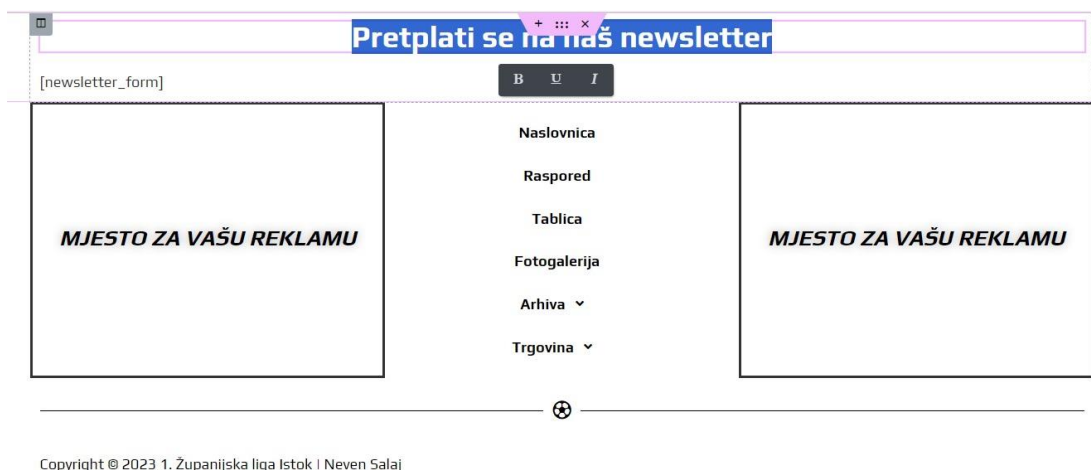 Pretplati se na naš newsletter
[newsletter_form]
B U I
Naslovnica
Raspored
Tablica
Fotogalerija
Arhiva
Trgovina
MJESTO ZA VAŠU REKLAMU
MJESTO ZA VAŠU REKLAMU
Copyright © 2023 1. Županijska liga Istok | Neven Salaj